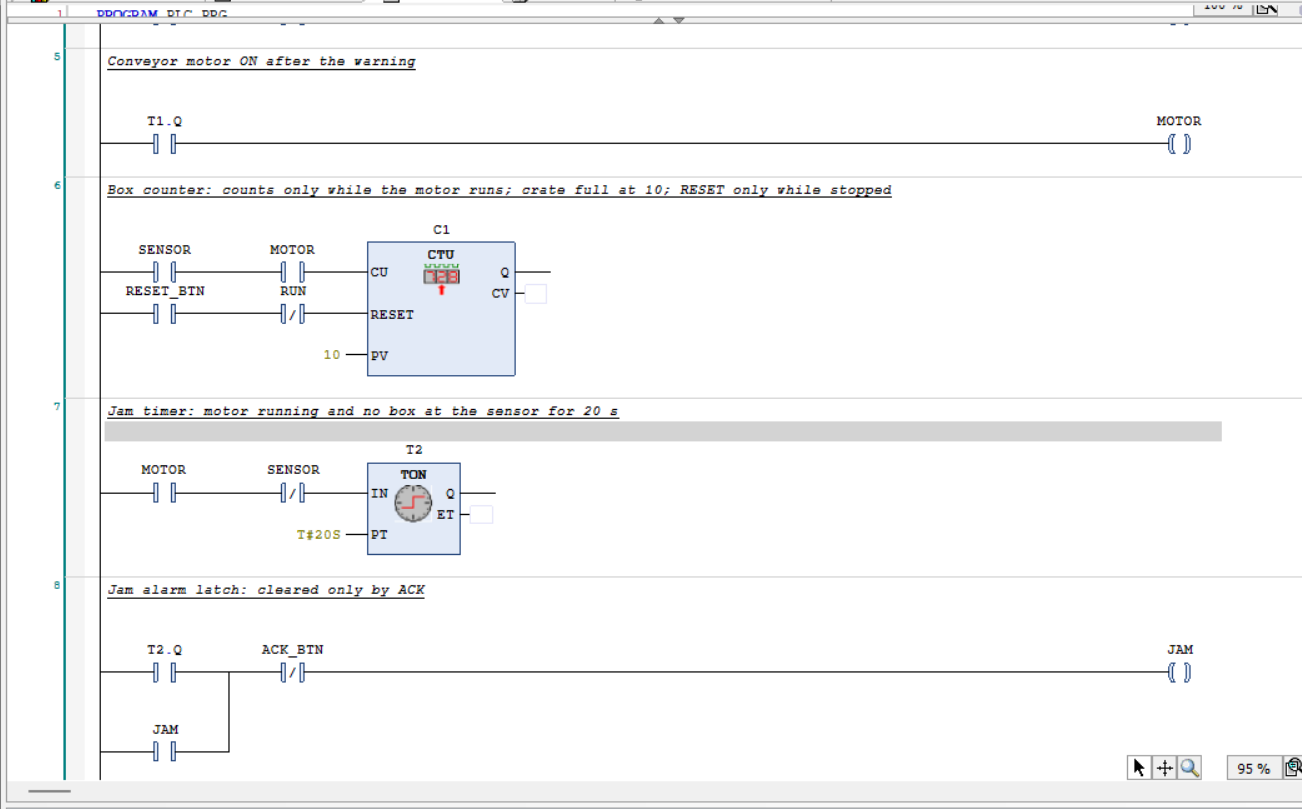 1 PROGRAM PLC_PRG
100 %
5 Conveyor motor ON after the warning
T1.Q MOTOR
6 Box counter: counts only while the motor runs; crate full at 10; RESET only while stopped
C1
SENSOR MOTOR CTU
CU Q
RESET_BTN RUN CV
RESET
10 PV
7 Jam timer: motor running and no box at the sensor for 20 s
T2
MOTOR SENSOR TON
IN Q
ET
T#20S PT
8 Jam alarm latch: cleared only by ACK
T2.Q ACK_BTN JAM
JAM
95 %